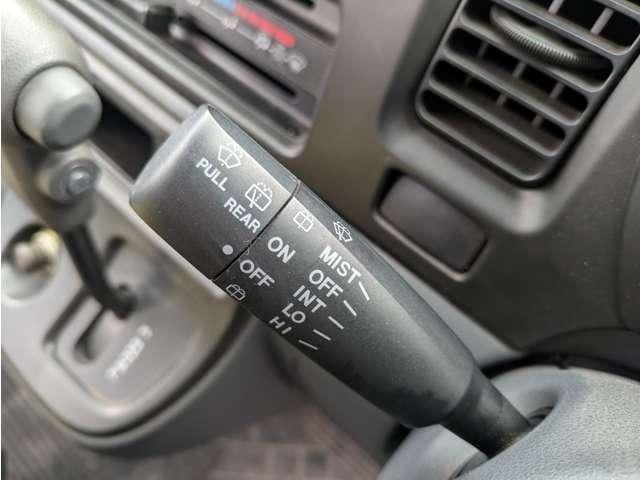 PULL
REAR
ON
OFF
MIST
OFF
INT
LO
HI